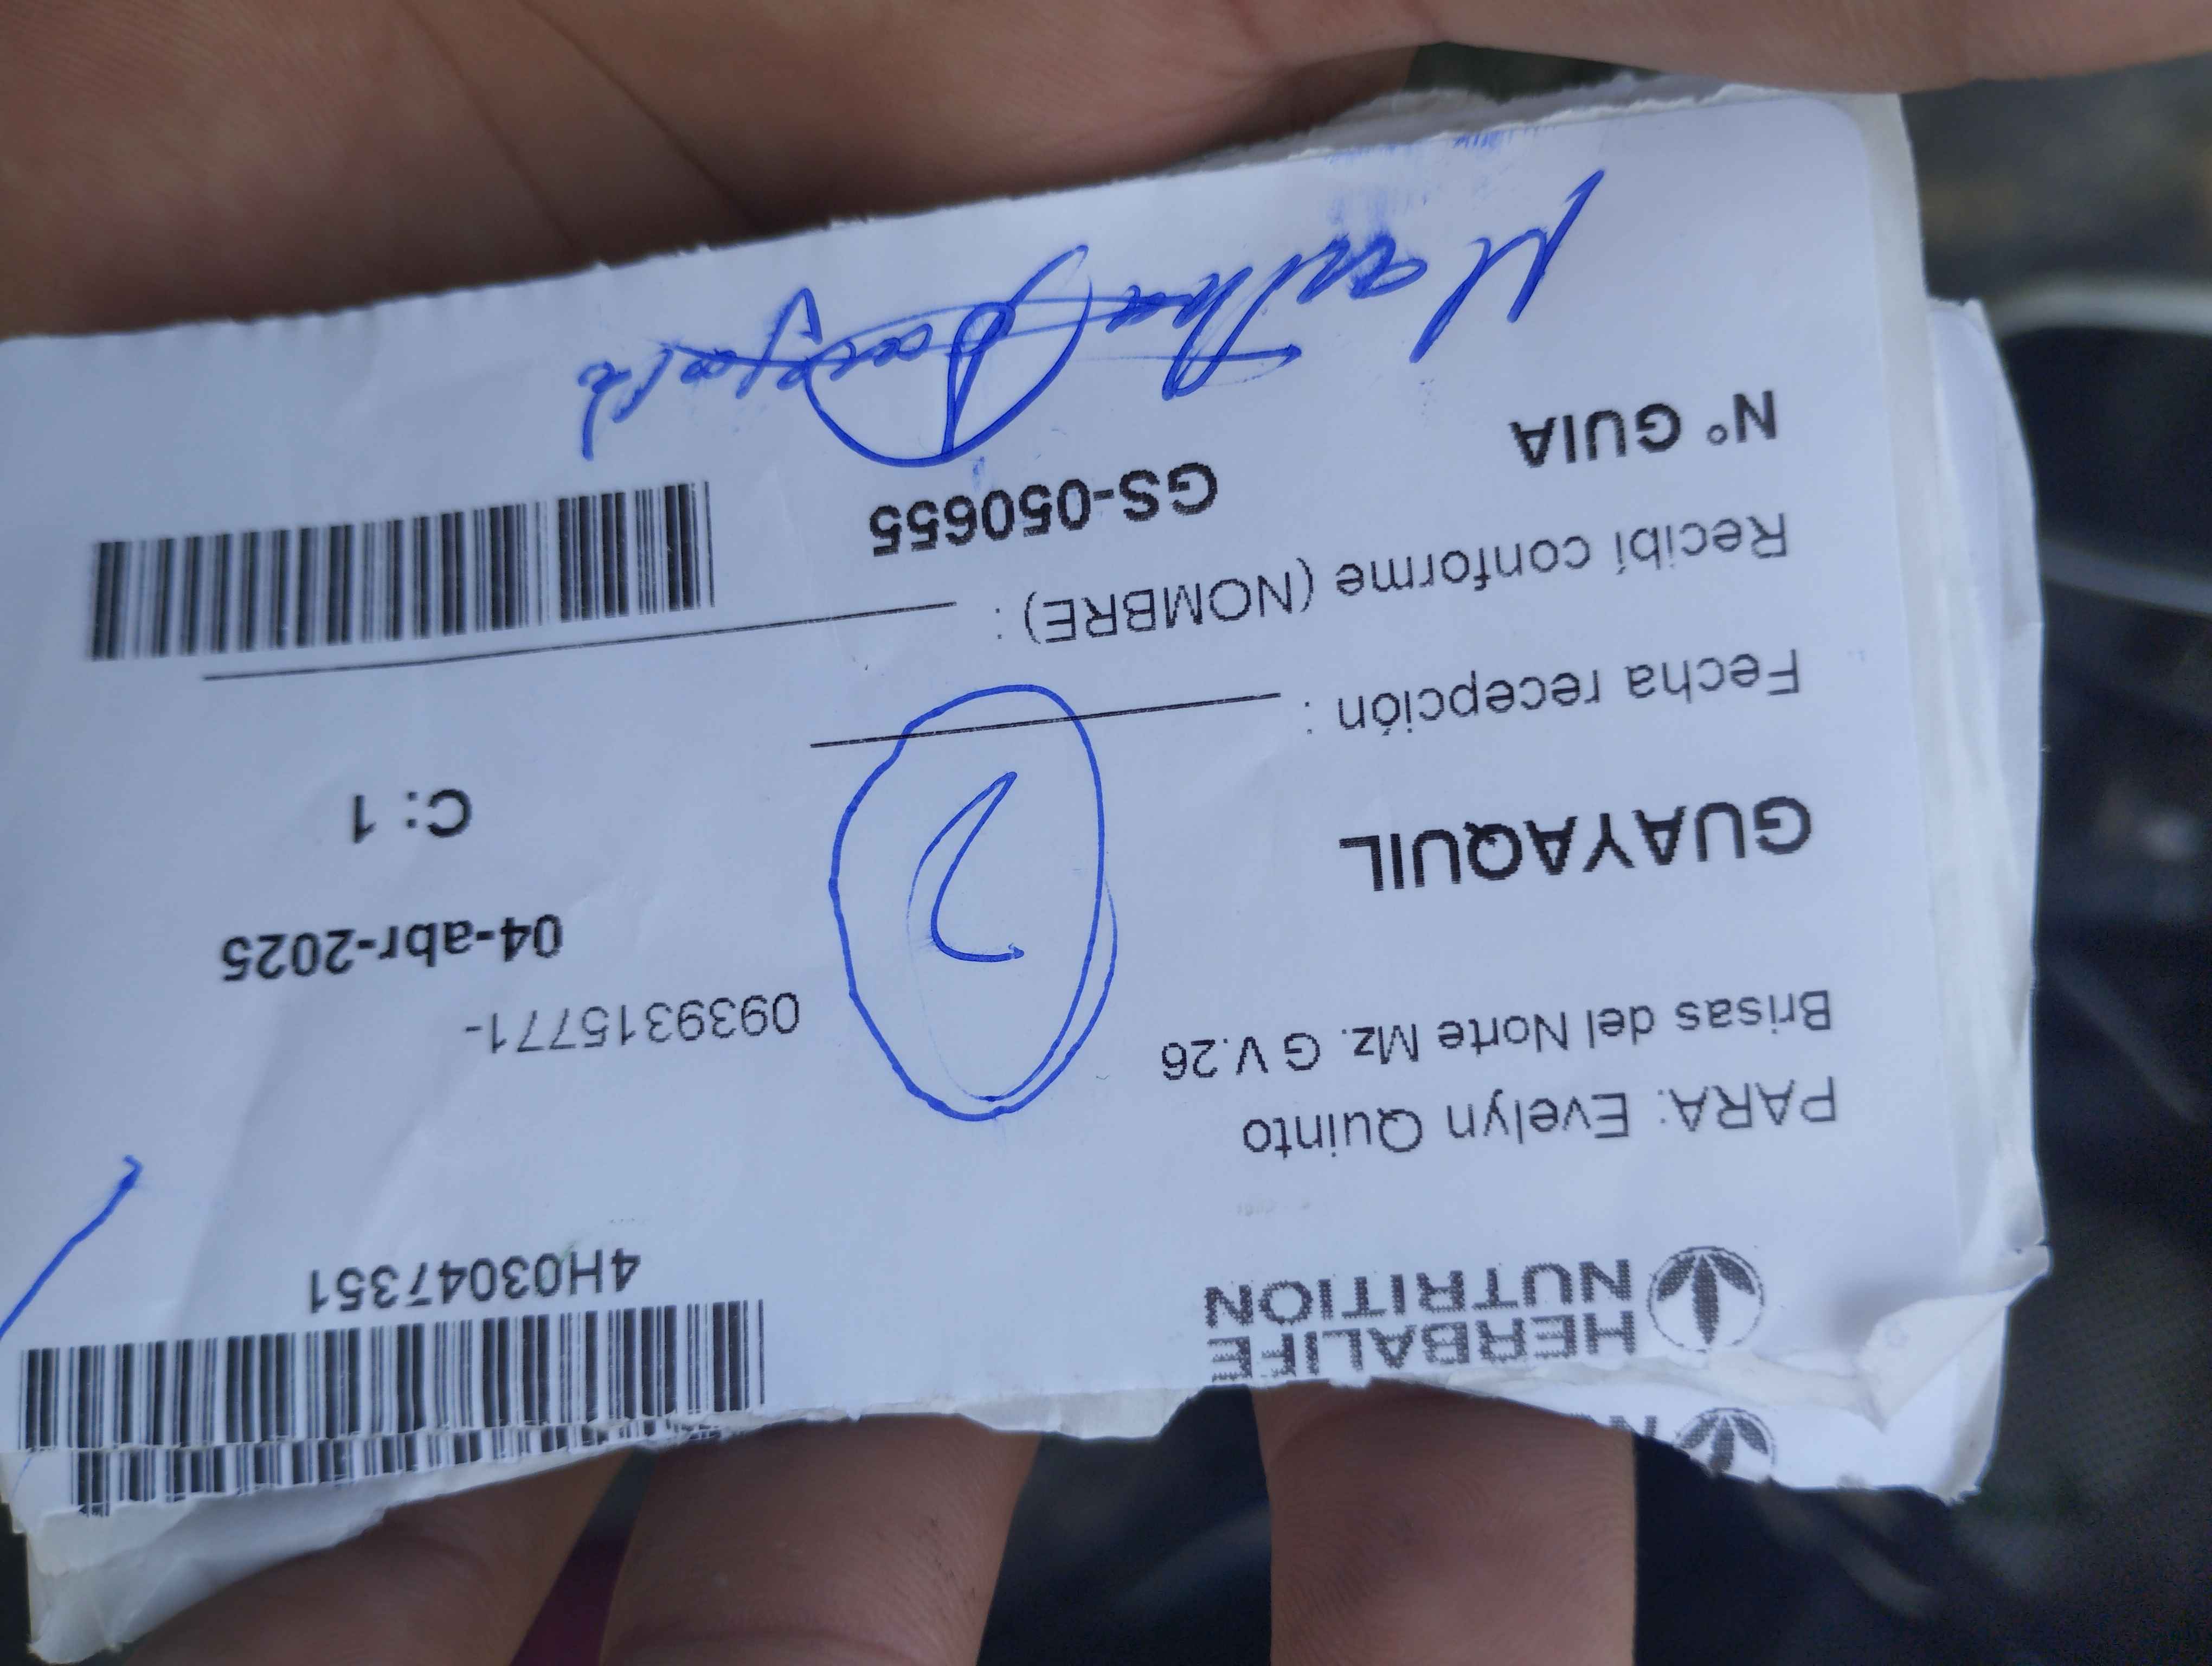 HERBALIFE
NUTRITION
4H03047351
PARA: Evelyn Quinto
Brisas del Norte Mz. G V.26
0939315771-
GUAYAQUIL
04-abr-2025
C: 1
2
Fecha recepción :
Recibí conforme (NOMBRE) :
N° GUIA
GS-050655